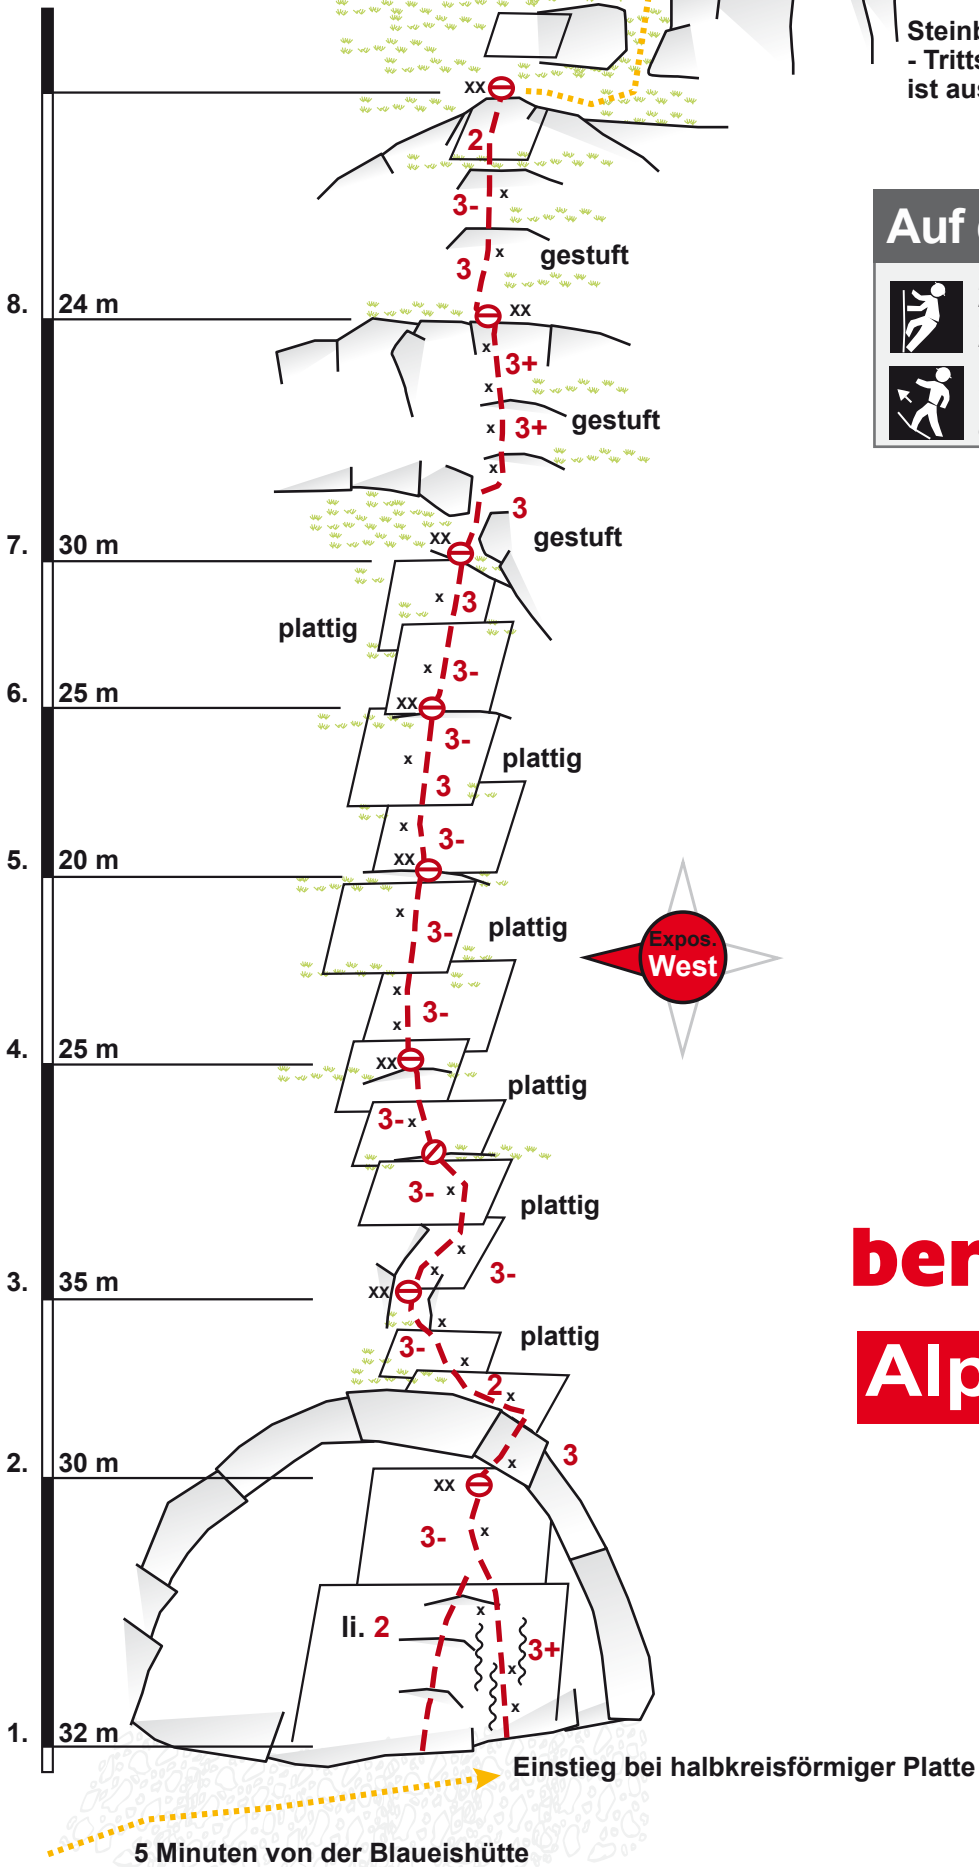 Steinb
- Tritts
ist aus
xx
2
x
3-
x
gestuft
3
8. 24 m
xx
x
3+
x
gestuft
x
3+
x
3
xx
gestuft
7. 30 m
x
3
plattig
x
3-
6. 25 m
xx
3-
x
plattig
3
x
3-
5. 20 m
xx
x
3-
plattig
Expos.
West
x
3-
x
4. 25 m
xx
plattig
3-
x
3-
x
plattig
x
x
3-
3. 35 m
xx
x
3-
plattig
x
2
x
3
x
2. 30 m
xx
3-
x
x
li. 2
3+
x
x
1. 32 m
Einstieg bei halbkreisförmiger Platte
5 Minuten von der Blaueishütte
Auf
ber
Alp